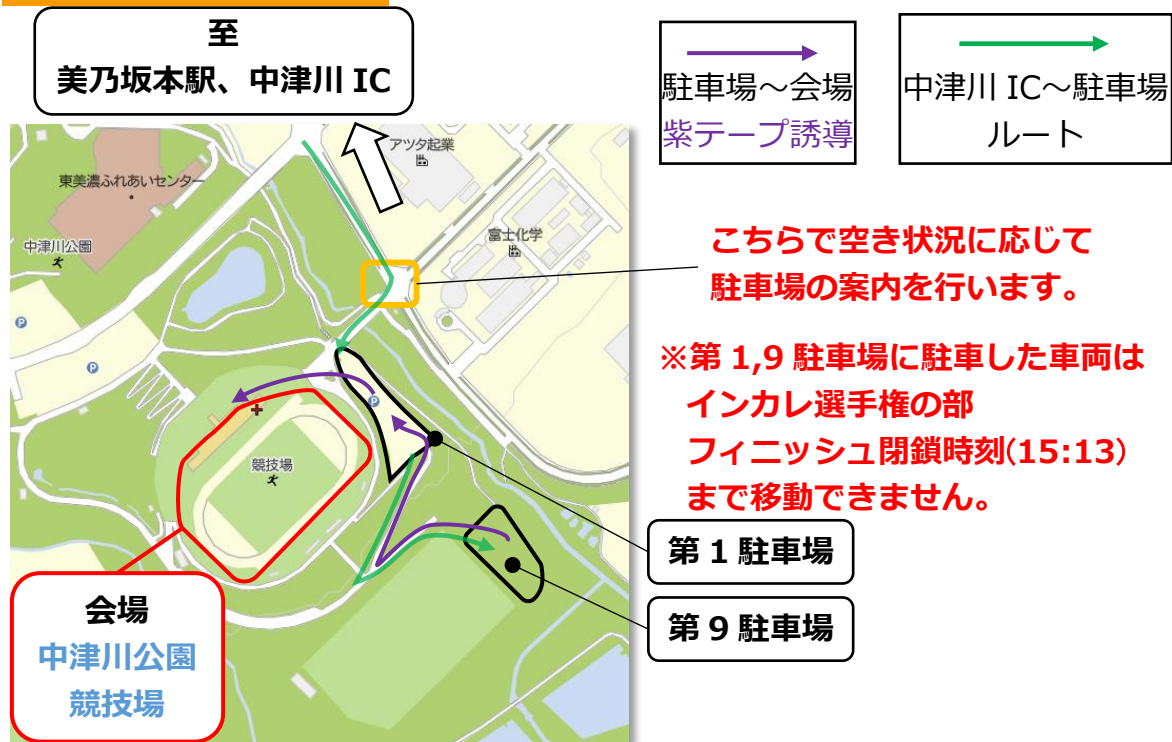 至
美乃坂本駅、中津川 IC
駐車場～会場
紫テープ誘導
中津川 IC～駐車場
ルート
アツタ起業
東美濃ふれあいセンター
中津川公園
富士化学
P
P
P
競技場
こちらで空き状況に応じて
駐車場の案内を行います。
※第 1,9 駐車場に駐車した車両は
インカレ選手権の部
フィニッシュ閉鎖時刻(15:13)
まで移動できません。
第 1 駐車場
第 9 駐車場
会場
中津川公園
競技場